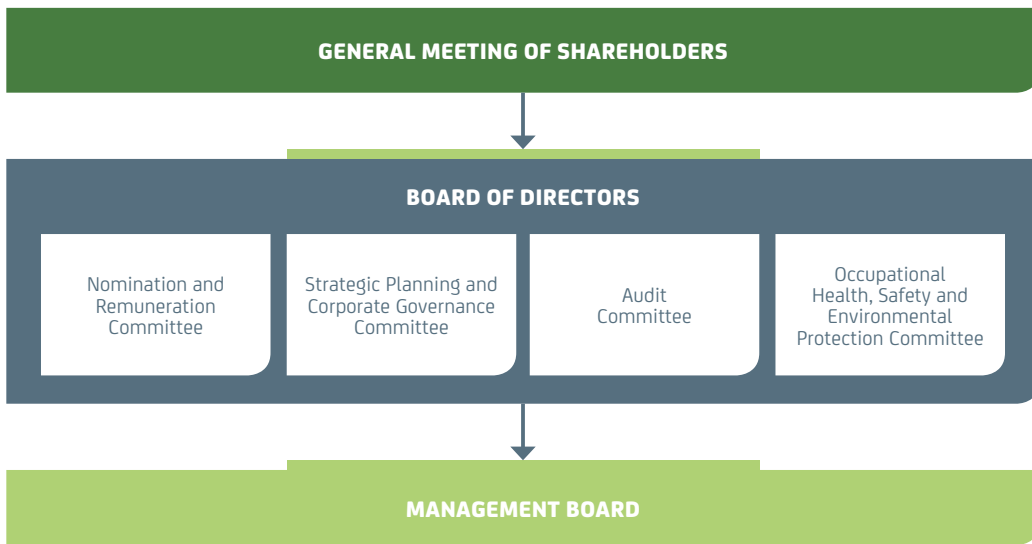 GENERAL MEETING OF SHAREHOLDERS
BOARD OF DIRECTORS
Nomination and
Remuneration
Committee
Strategic Planning and
Corporate Governance
Committee
Audit
Committee
Occupational
Health, Safety and
Environmental
Protection Committee
MANAGEMENT BOARD